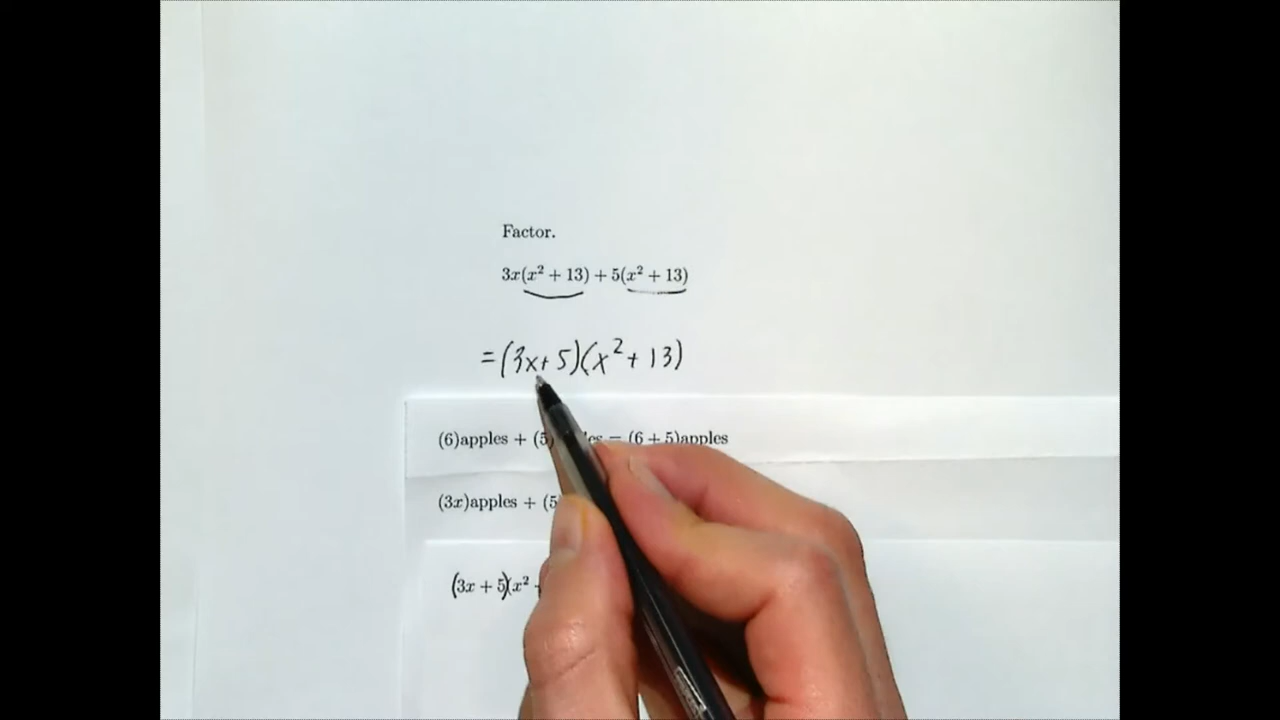 Factor.
3x(x² + 13) + 5(x² + 13)
=(3x+5)(x²+13)
(6)apples + (5 = (6 + 5)apples
(3x)apples + (5
(3x + 5)(x²